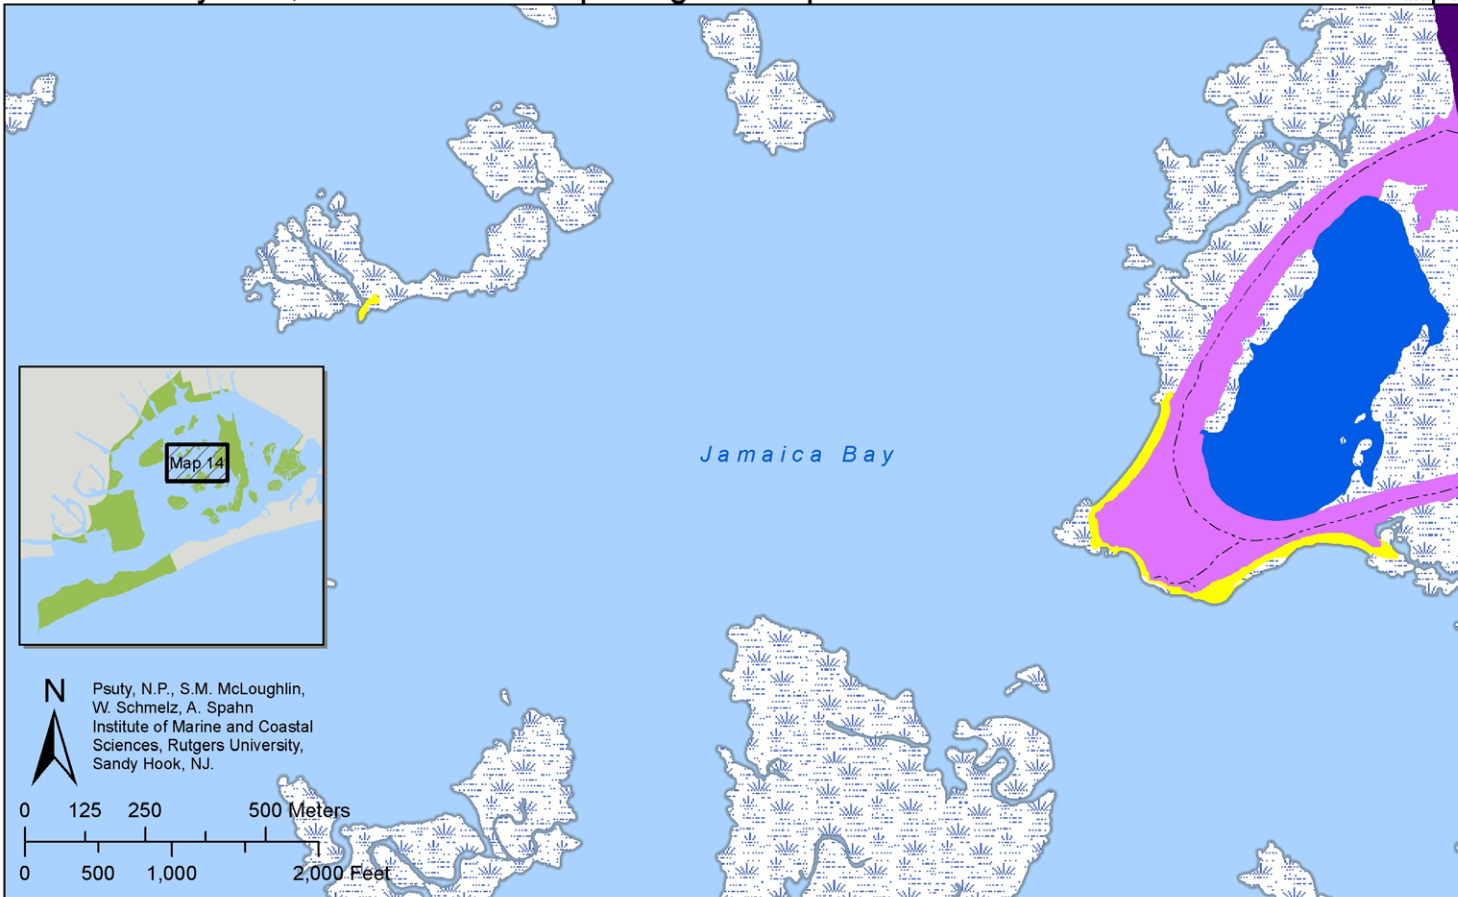 Jamaica Bay
Map 14
N
Psuty, N.P., S.M. McLoughlin,
W. Schmelz, A. Spahn
Institute of Marine and Coastal
Sciences, Rutgers University,
Sandy Hook, NJ.
0 125 250 500 Meters
0 500 1,000 2,000 Feet